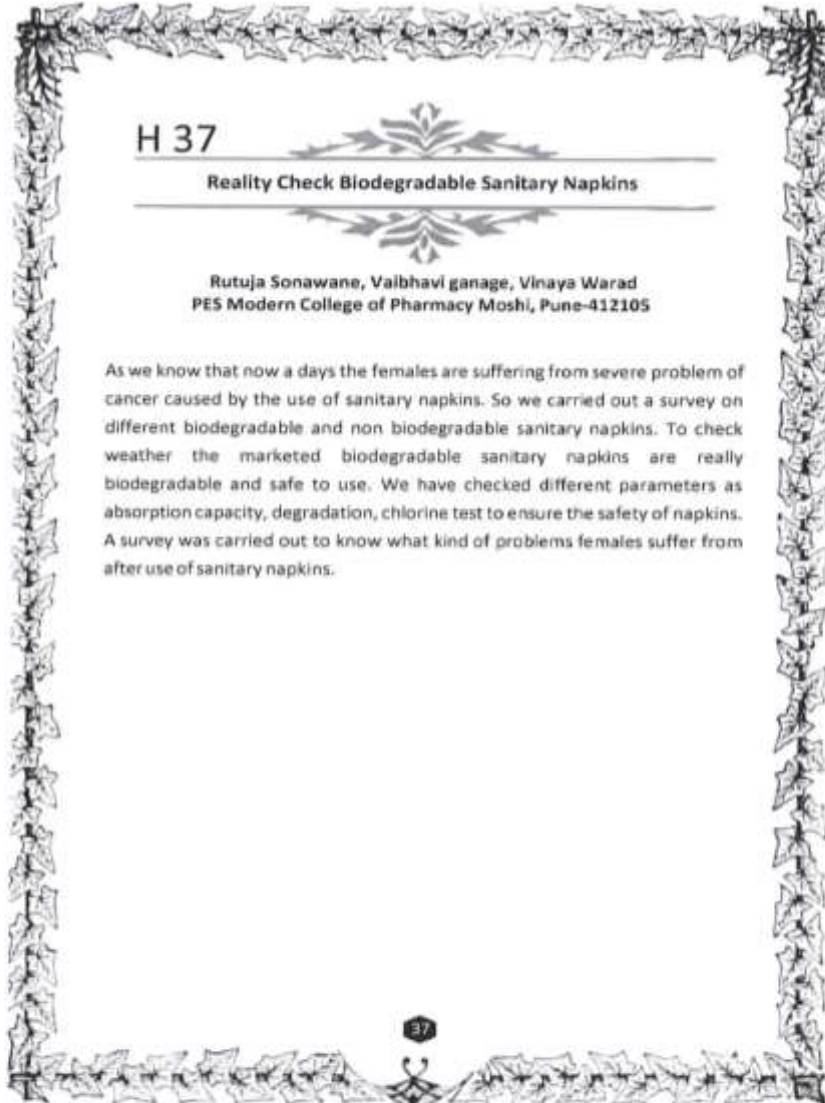 H 37
Reality Check Biodegradable Sanitary Napkins
Rutuja Sonawane, Vaibhavi ganage, Vinaya Warad
PES Modern College of Pharmacy Moshi, Pune-412105
As we know that now a days the females are suffering from severe problem of
cancer caused by the use of sanitary napkins. So we carried out a survey on
different biodegradable and non biodegradable sanitary napkins. To check
weather the marketed biodegradable sanitary napkins are really
biodegradable and safe to use. We have checked different parameters as
absorption capacity, degradation, chlorine test to ensure the safety of napkins.
A survey was carried out to know what kind of problems females suffer from
after use of sanitary napkins.
37